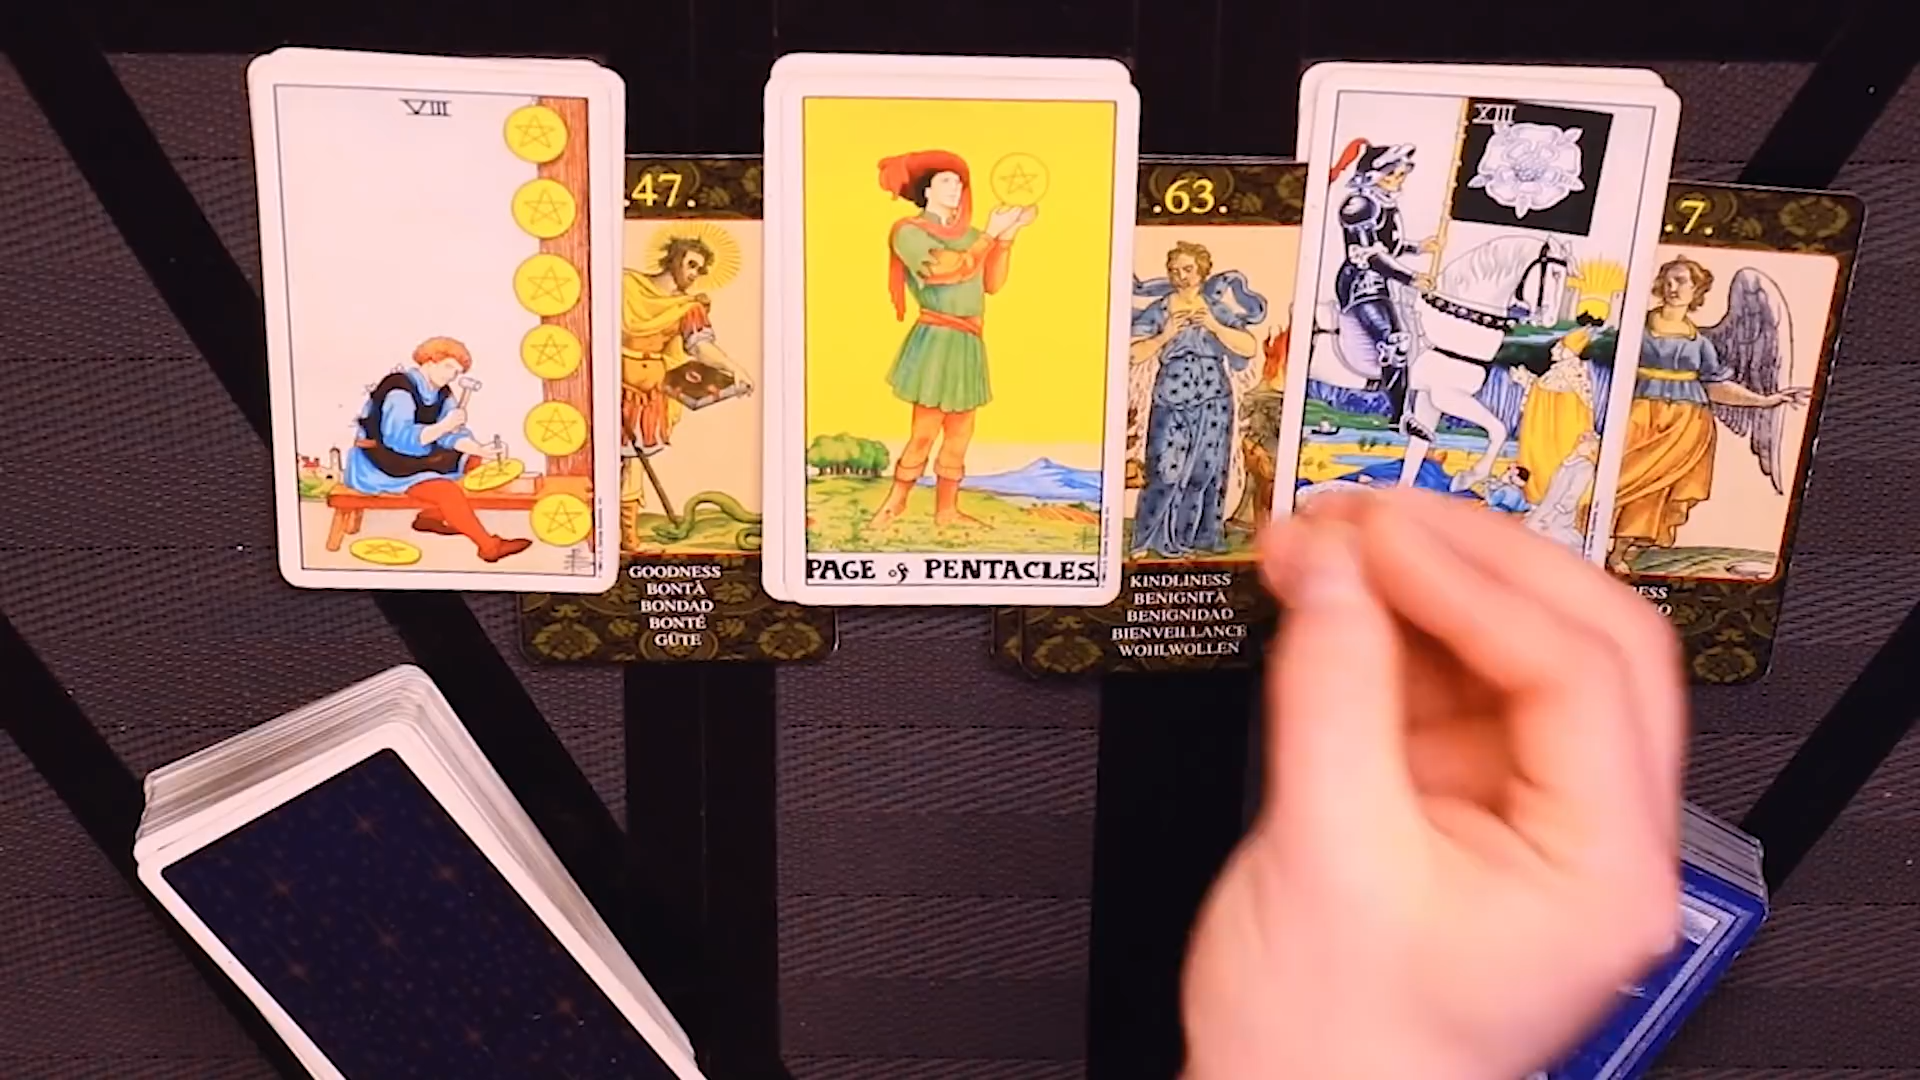 VIII
.47.
GOODNESS
BONTÀ
BONDAD
BONTÉ
GÜTE
PAGE of PENTACLES
.63.
KINDLINESS
BENIGNITÀ
BENIGNIDAD
BIENVEILLANCE
WOHLWOLLEN
XIII
.7.